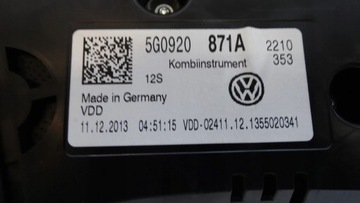 5G0920 871A 2210
Kombiinstrument 353
12S
Made in Germany
VDD
11.12.2013 04:51:15 VDD-02411.12.1355020341